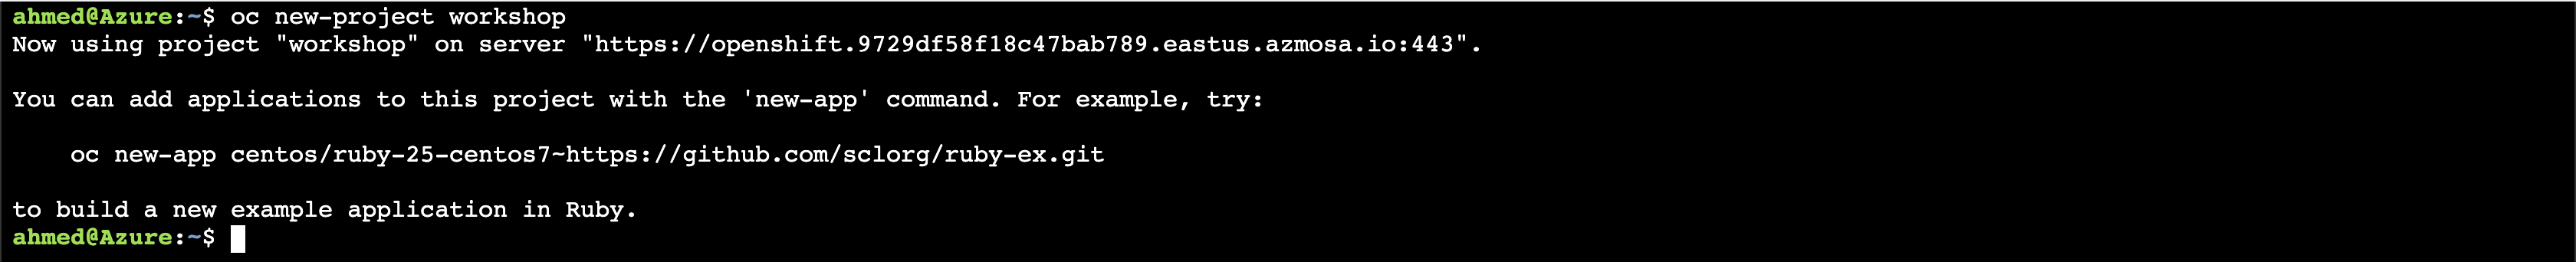 ahmed@Azure:~$ oc new-project workshop
Now using project "workshop" on server "https://openshift.9729df58f18c47bab789.eastus.azmosa.io:443".
You can add applications to this project with the 'new-app' command. For example, try:
oc new-app centos/ruby-25-centos7~https://github.com/sclorg/ruby-ex.git
to build a new example application in Ruby.
ahmed@Azure:~$